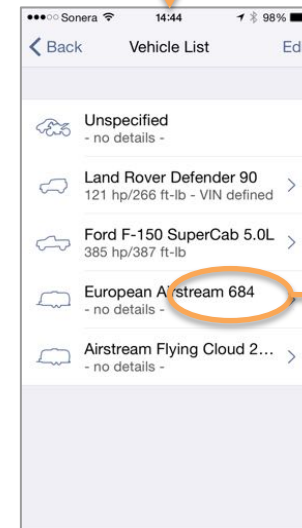 Sonera 14:44 98%
Back Vehicle List Ed
Unspecified
- no details -
Land Rover Defender 90
121 hp/266 ft-lb - VIN defined
Ford F-150 SuperCab 5.0L
385 hp/387 ft-lb
European Airstream 684
- no details -
Airstream Flying Cloud 2...
- no details -